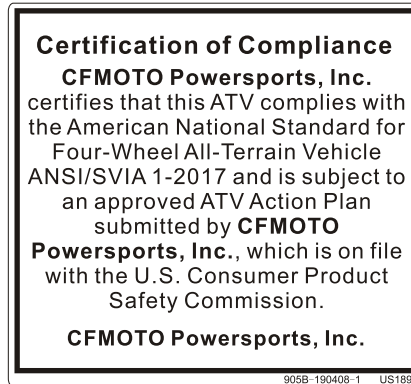 Certification of Compliance
CFMOTO Powersports, Inc.
certifies that this ATV complies with
the American National Standard for
Four-Wheel All-Terrain Vehicle
ANSI/SVIA 1-2017 and is subject to
an approved ATV Action Plan
submitted by CFMOTO
Powersports, Inc., which is on file
with the U.S. Consumer Product
Safety Commission.
CFMOTO Powersports, Inc.
905B-190408-1 US189